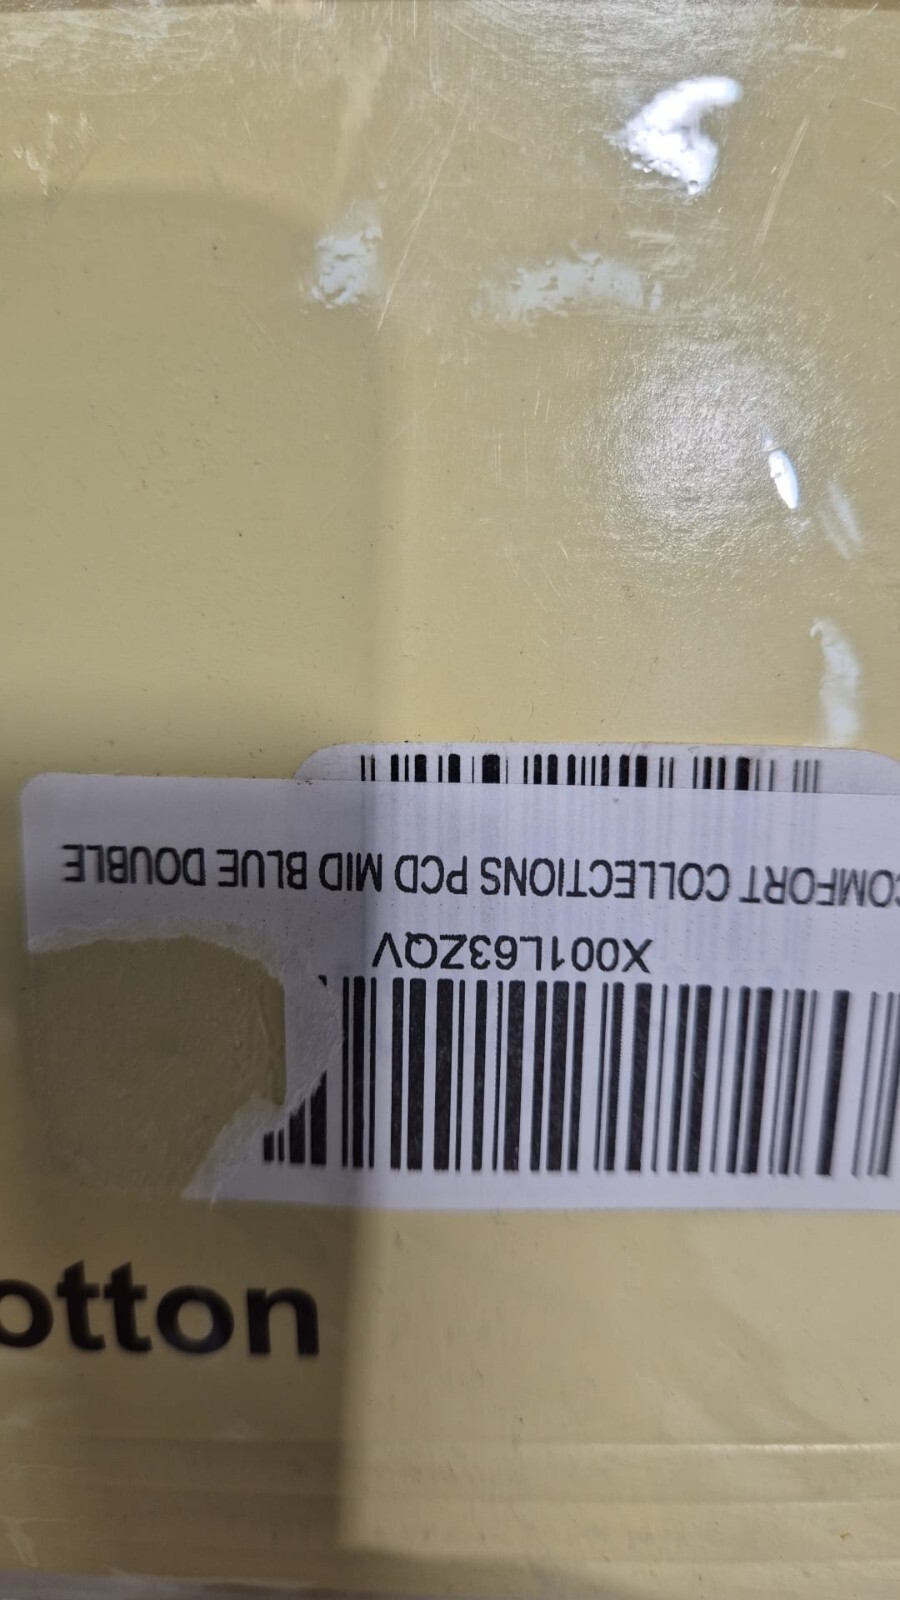 X001L63ZQV
COMFORT COLLECTIONS PCD MID BLUE DOUBLE
otton